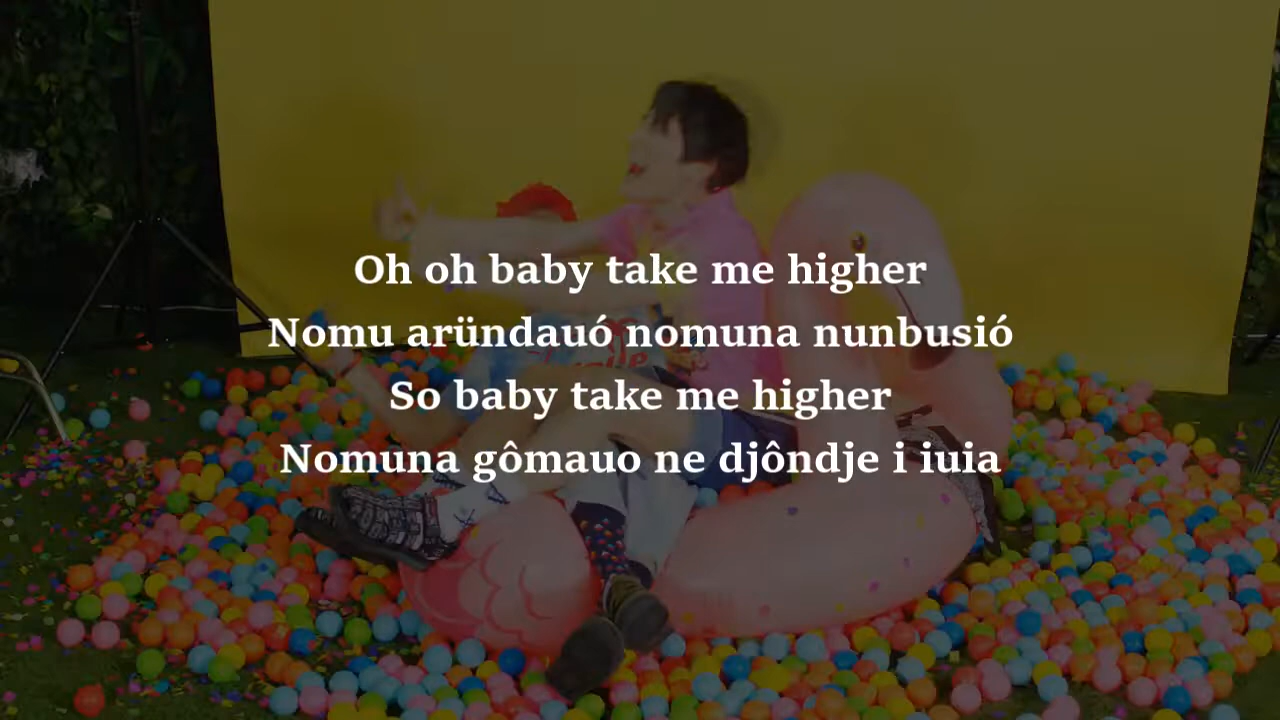 Oh oh baby take me higher
Nomu aründauó nomuna nunbusió
So baby take me higher
Nomuna gômauo ne djôndje i iuia